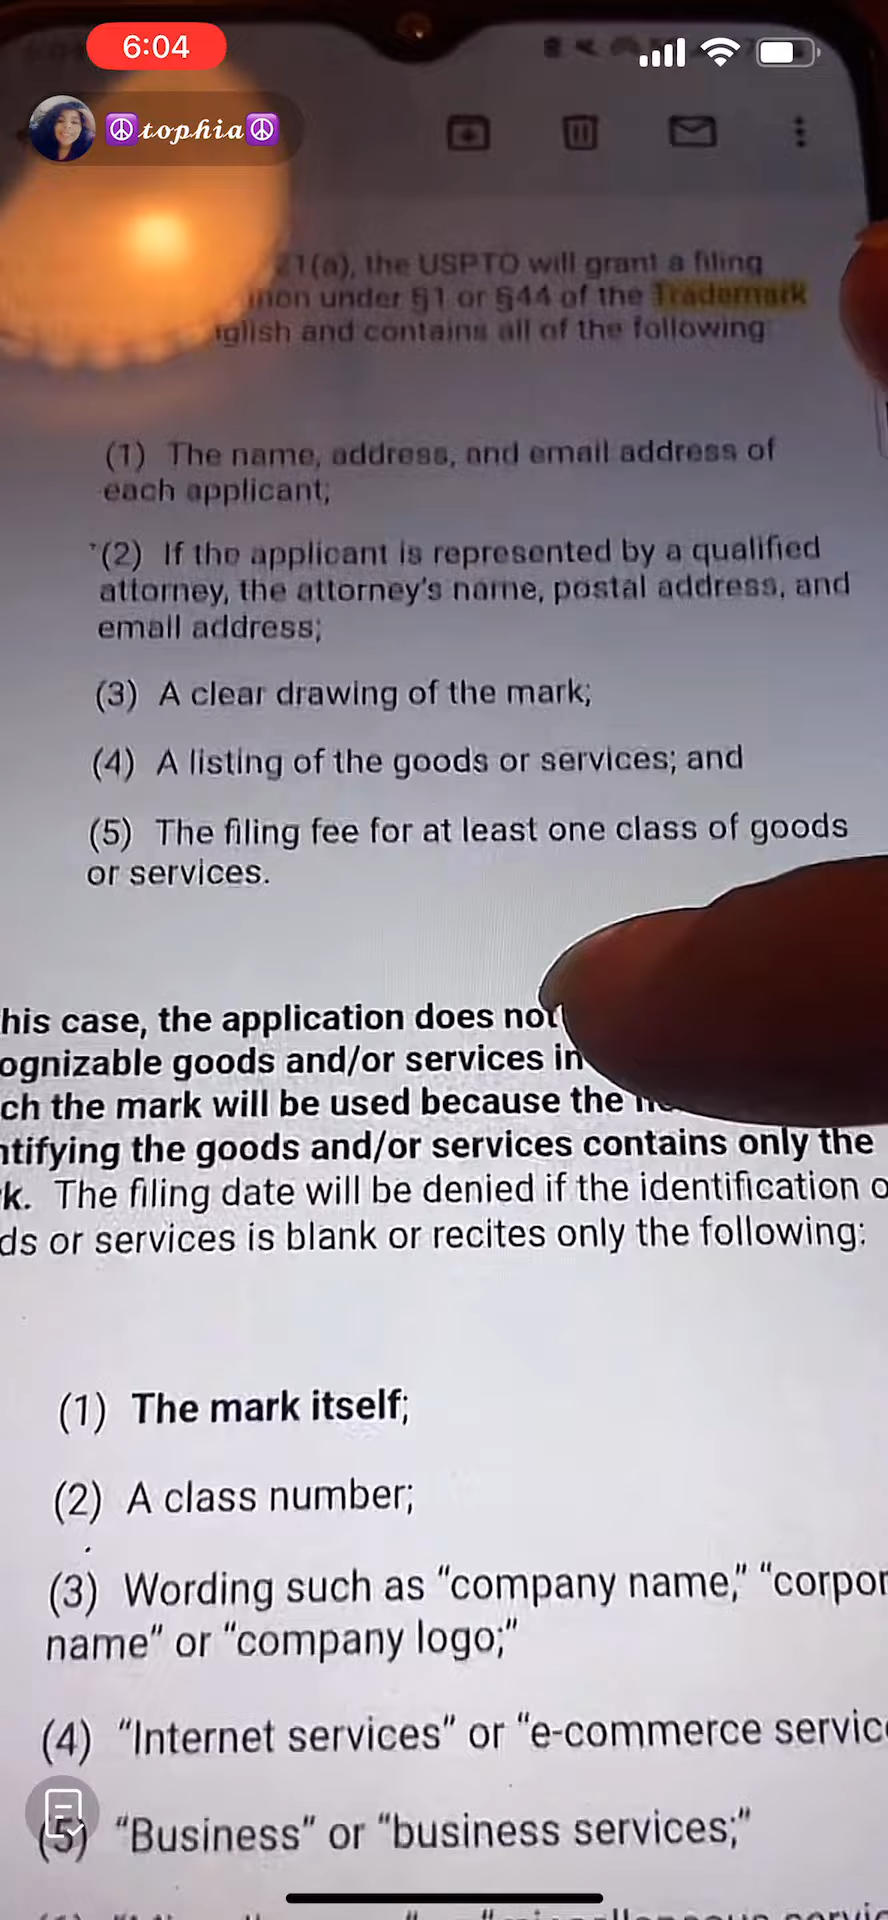 6:04
☮tophia☮
21(a), the USPTO will grant a filing
under §1 or §44 of the Trademark
and contains all of the following
(1) The name, address, and email address of
each applicant;
(2) If the applicant is represented by a qualified
attorney, the attorney's name, postal address, and
email address;
(3) A clear drawing of the mark;
(4) A listing of the goods or services; and
(5) The filing fee for at least one class of goods
or services.
his case, the application does not
ognizable goods and/or services in
ch the mark will be used because the
ntifying the goods and/or services contains only the
k. The filing date will be denied if the identification o
ds or services is blank or recites only the following:
(1) The mark itself;
(2) A class number;
(3) Wording such as “company name,” “corpor
name” or “company logo;”
(4) “Internet services” or “e-commerce servic
(5) “Business” or “business services;”